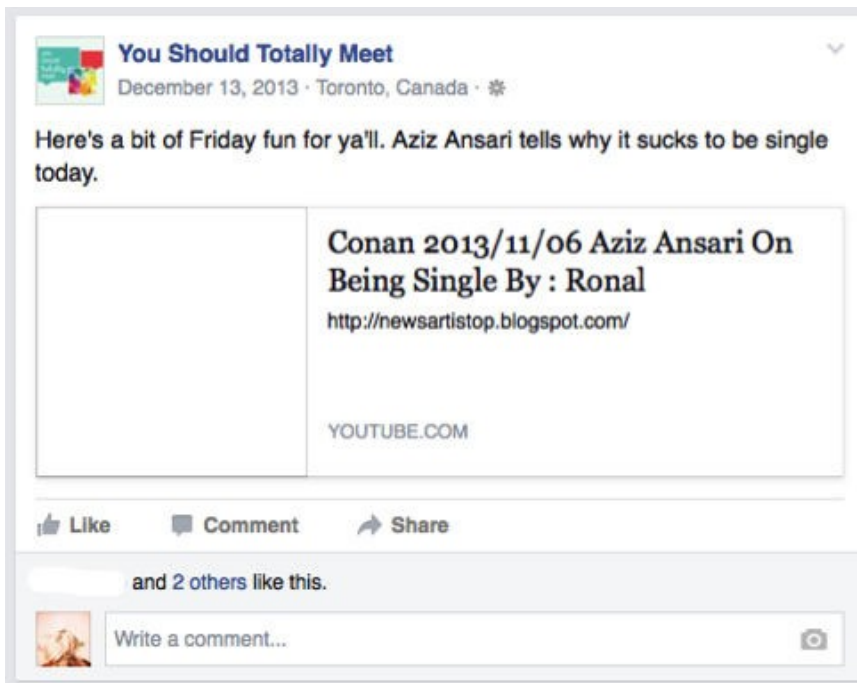 You Should Totally Meet
December 13, 2013 · Toronto, Canada ·
Here's a bit of Friday fun for ya'll. Aziz Ansari tells why it sucks to be single
today.
Conan 2013/11/06 Aziz Ansari On
Being Single By : Ronal
http://newsartistop.blogspot.com/
YOUTUBE.COM
Like Comment Share
and 2 others like this.
Write a comment...